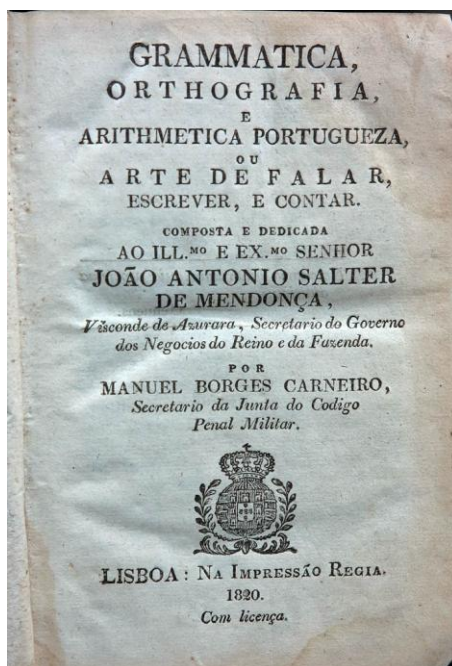 GRAMMATICA,
ORTHOGRAFIA,
E
ARITHMETICA PORTUGUEZA,
OU
ARTE DE FALAR,
ESCREVER, E CONTAR.
COMPOSTA E DEDICADA
AO ILL.MO E EX.MO SENHOR
JOÃO ANTONIO SALTER
DE MENDONÇA,
Visconde de Azurara, Secretario do Governo
dos Negocios do Reino e da Fazenda.
POR
MANUEL BORGES CARNEIRO,
Secretario da Junta do Codigo
Penal Militar.
LISBOA: NA IMPRESSÃO REGIA.
1820.
Com licença.